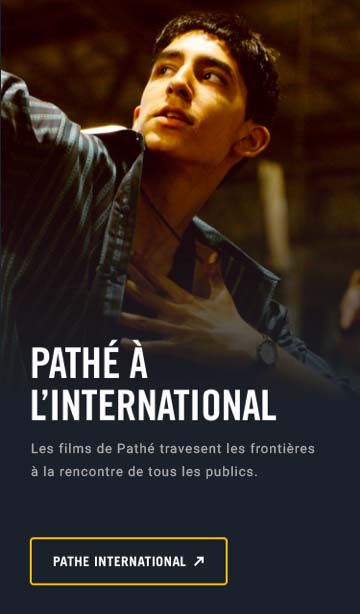 PATHÉ À
L’INTERNATIONAL
Les films de Pathé travesent les frontières
à la rencontre de tous les publics.
PATHE INTERNATIONAL ↗